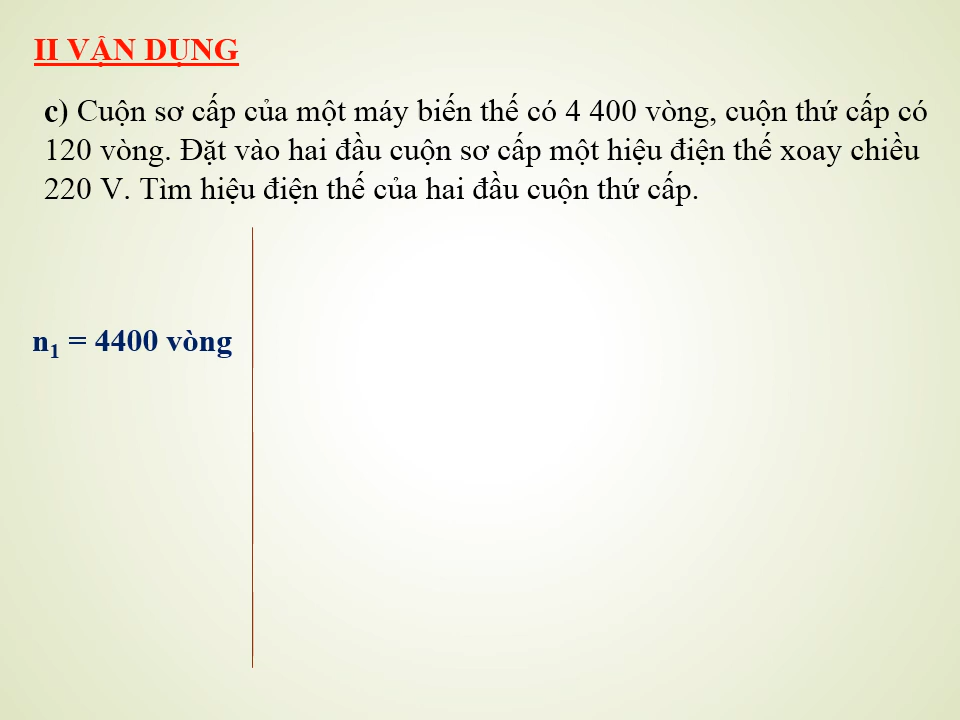 II VẬN DỤNG
c) Cuộn sơ cấp của một máy biến thế có 4 400 vòng, cuộn thứ cấp có
120 vòng. Đặt vào hai đầu cuộn sơ cấp một hiệu điện thế xoay chiều
220 V. Tìm hiệu điện thế của hai đầu cuộn thứ cấp.
n₁ = 4400 vòng